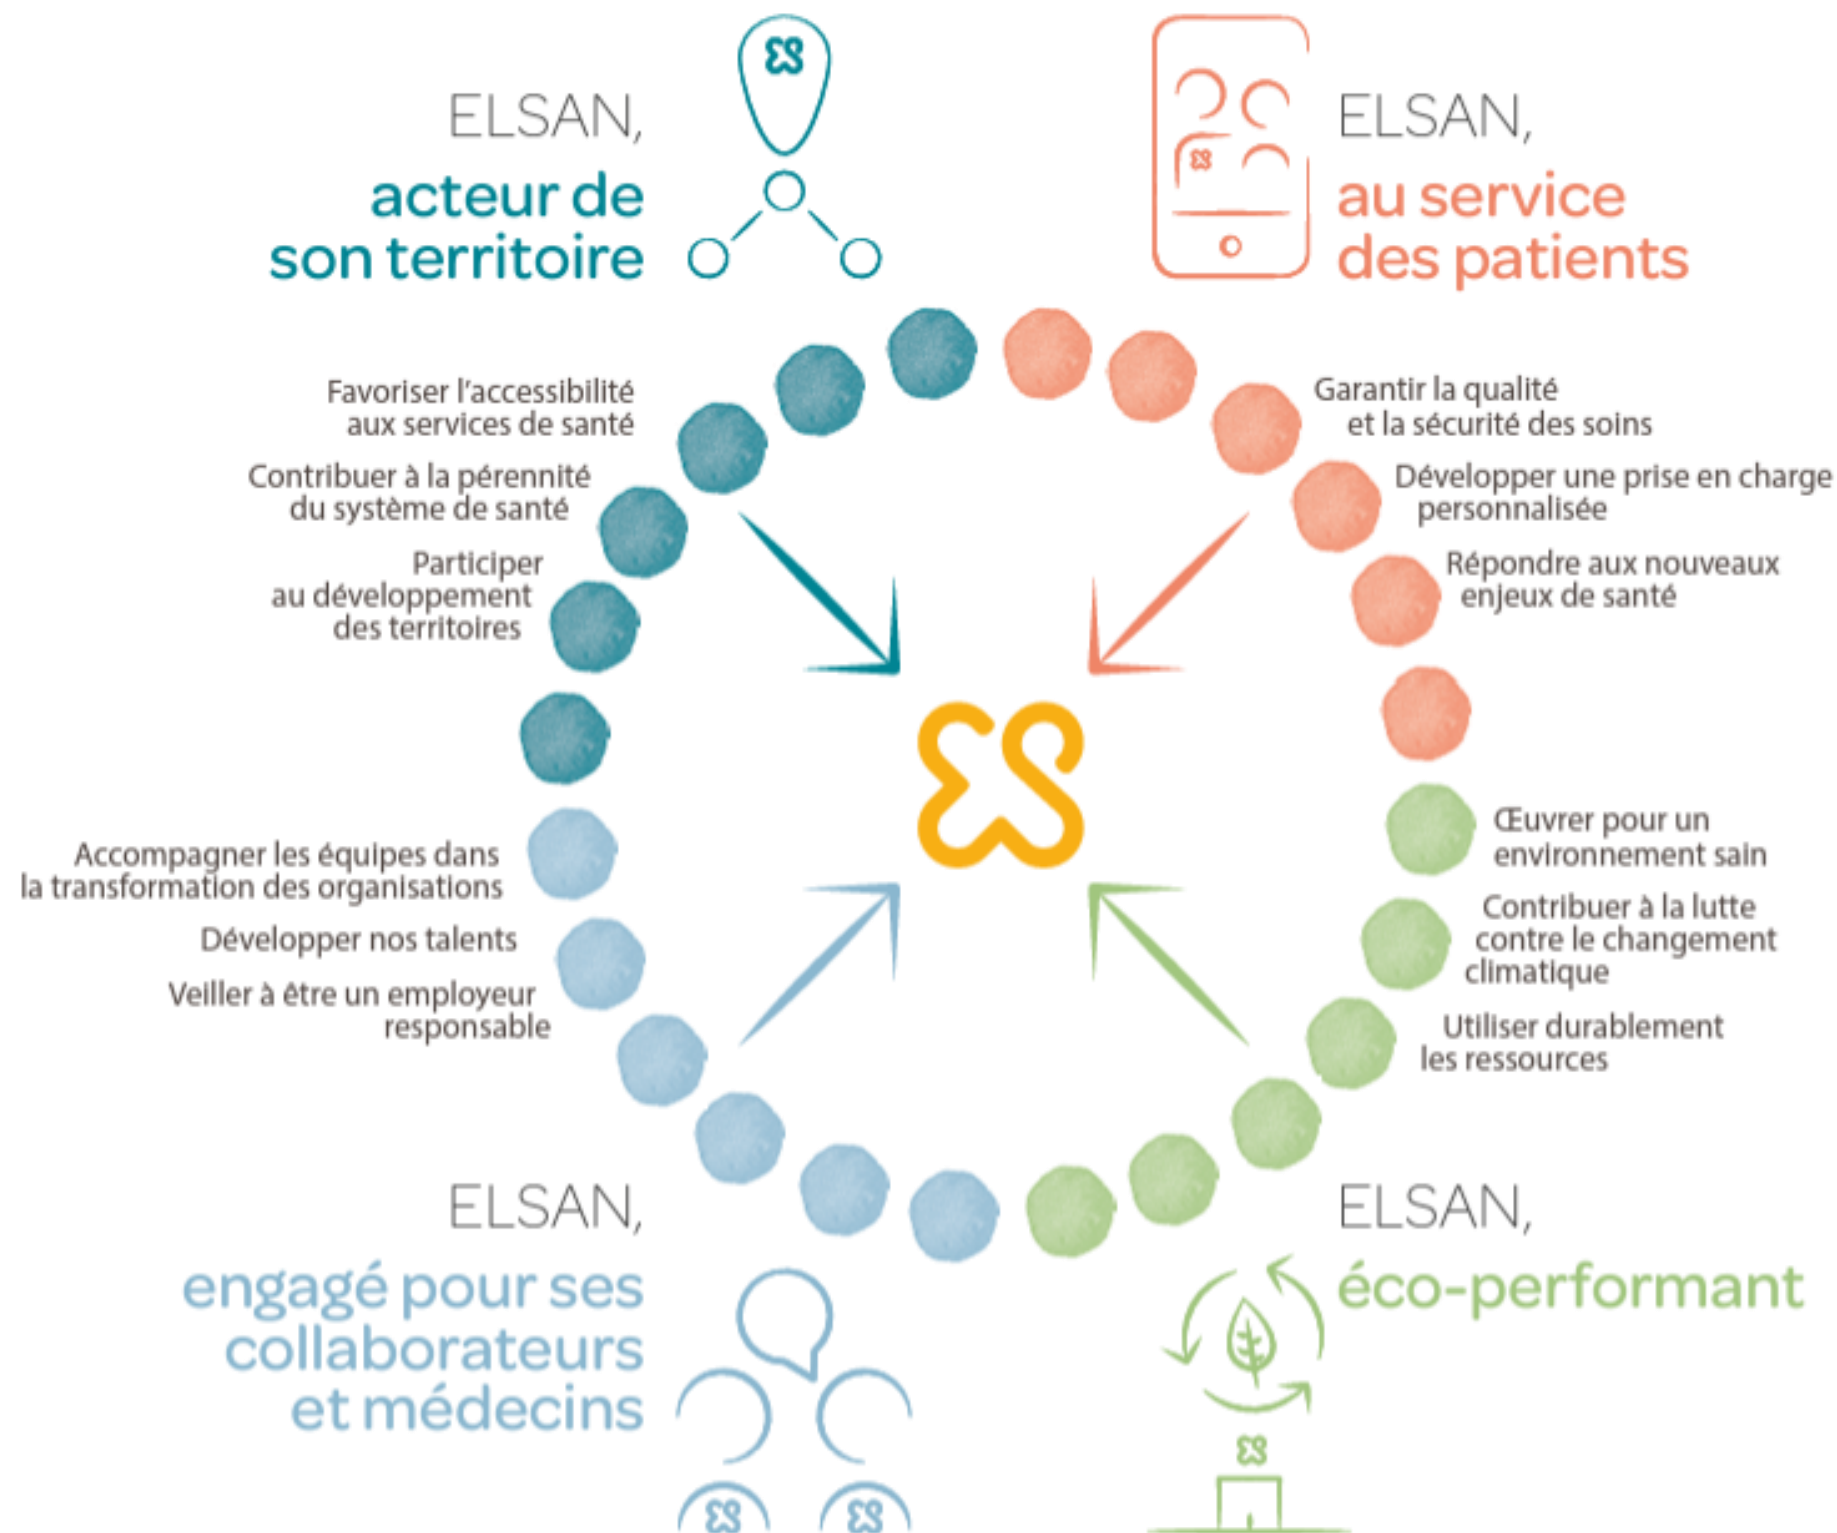 ELSAN,
acteur de
son territoire
Favoriser l'accessibilité
aux services de santé
Contribuer à la pérennité
du système de santé
Participer
au développement
des territoires
ELSAN,
au service
des patients
Garantir la qualité
et la sécurité des soins
Développer une prise en charge
personnalisée
Répondre aux nouveaux
enjeux de santé
Accompagner les équipes dans
la transformation des organisations
Développer nos talents
Veiller à être un employeur
responsable
ELSAN,
engagé pour ses
collaborateurs
et médecins
Œuvrer pour un
environnement sain
Contribuer à la lutte
contre le changement
climatique
Utiliser durablement
les ressources
ELSAN,
éco-performant